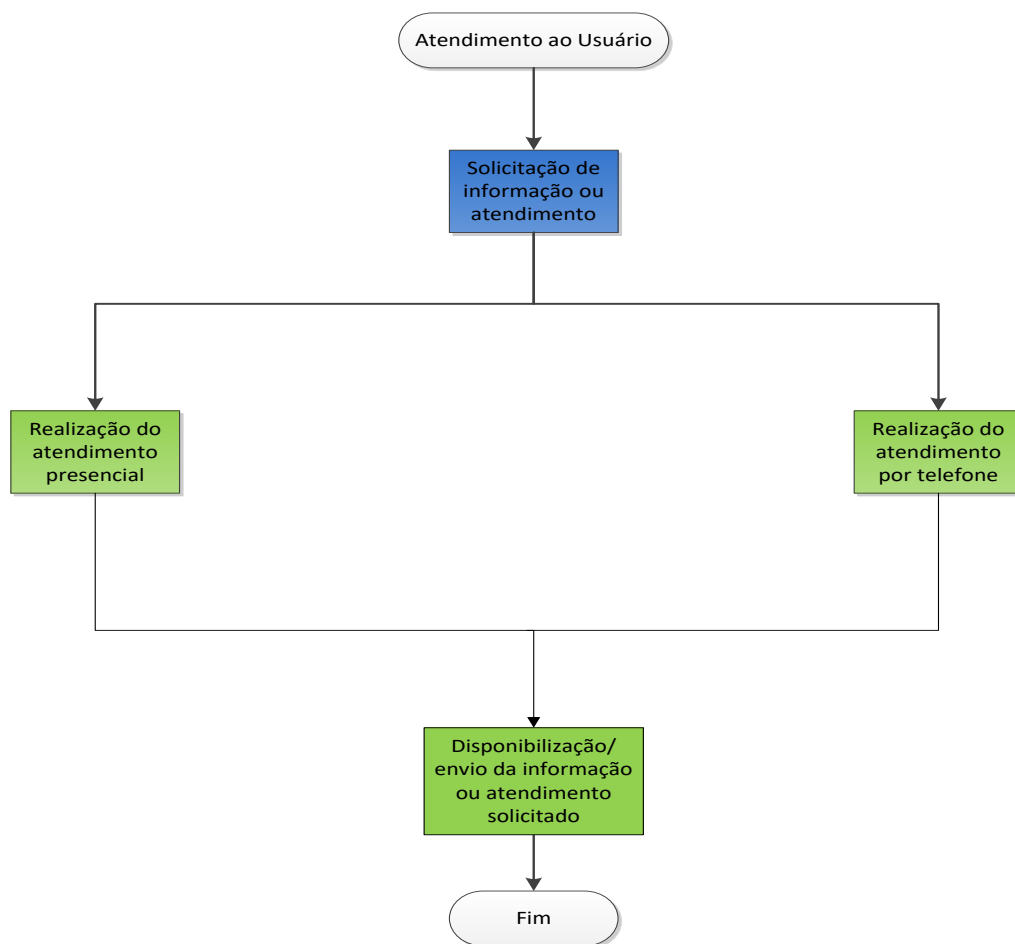 Atendimento ao Usuário
Solicitação de
informação ou
atendimento
Realização do
atendimento
presencial
Realização do
atendimento
por telefone
Disponibilização/
envio da informação
ou atendimento
solicitado
Fim